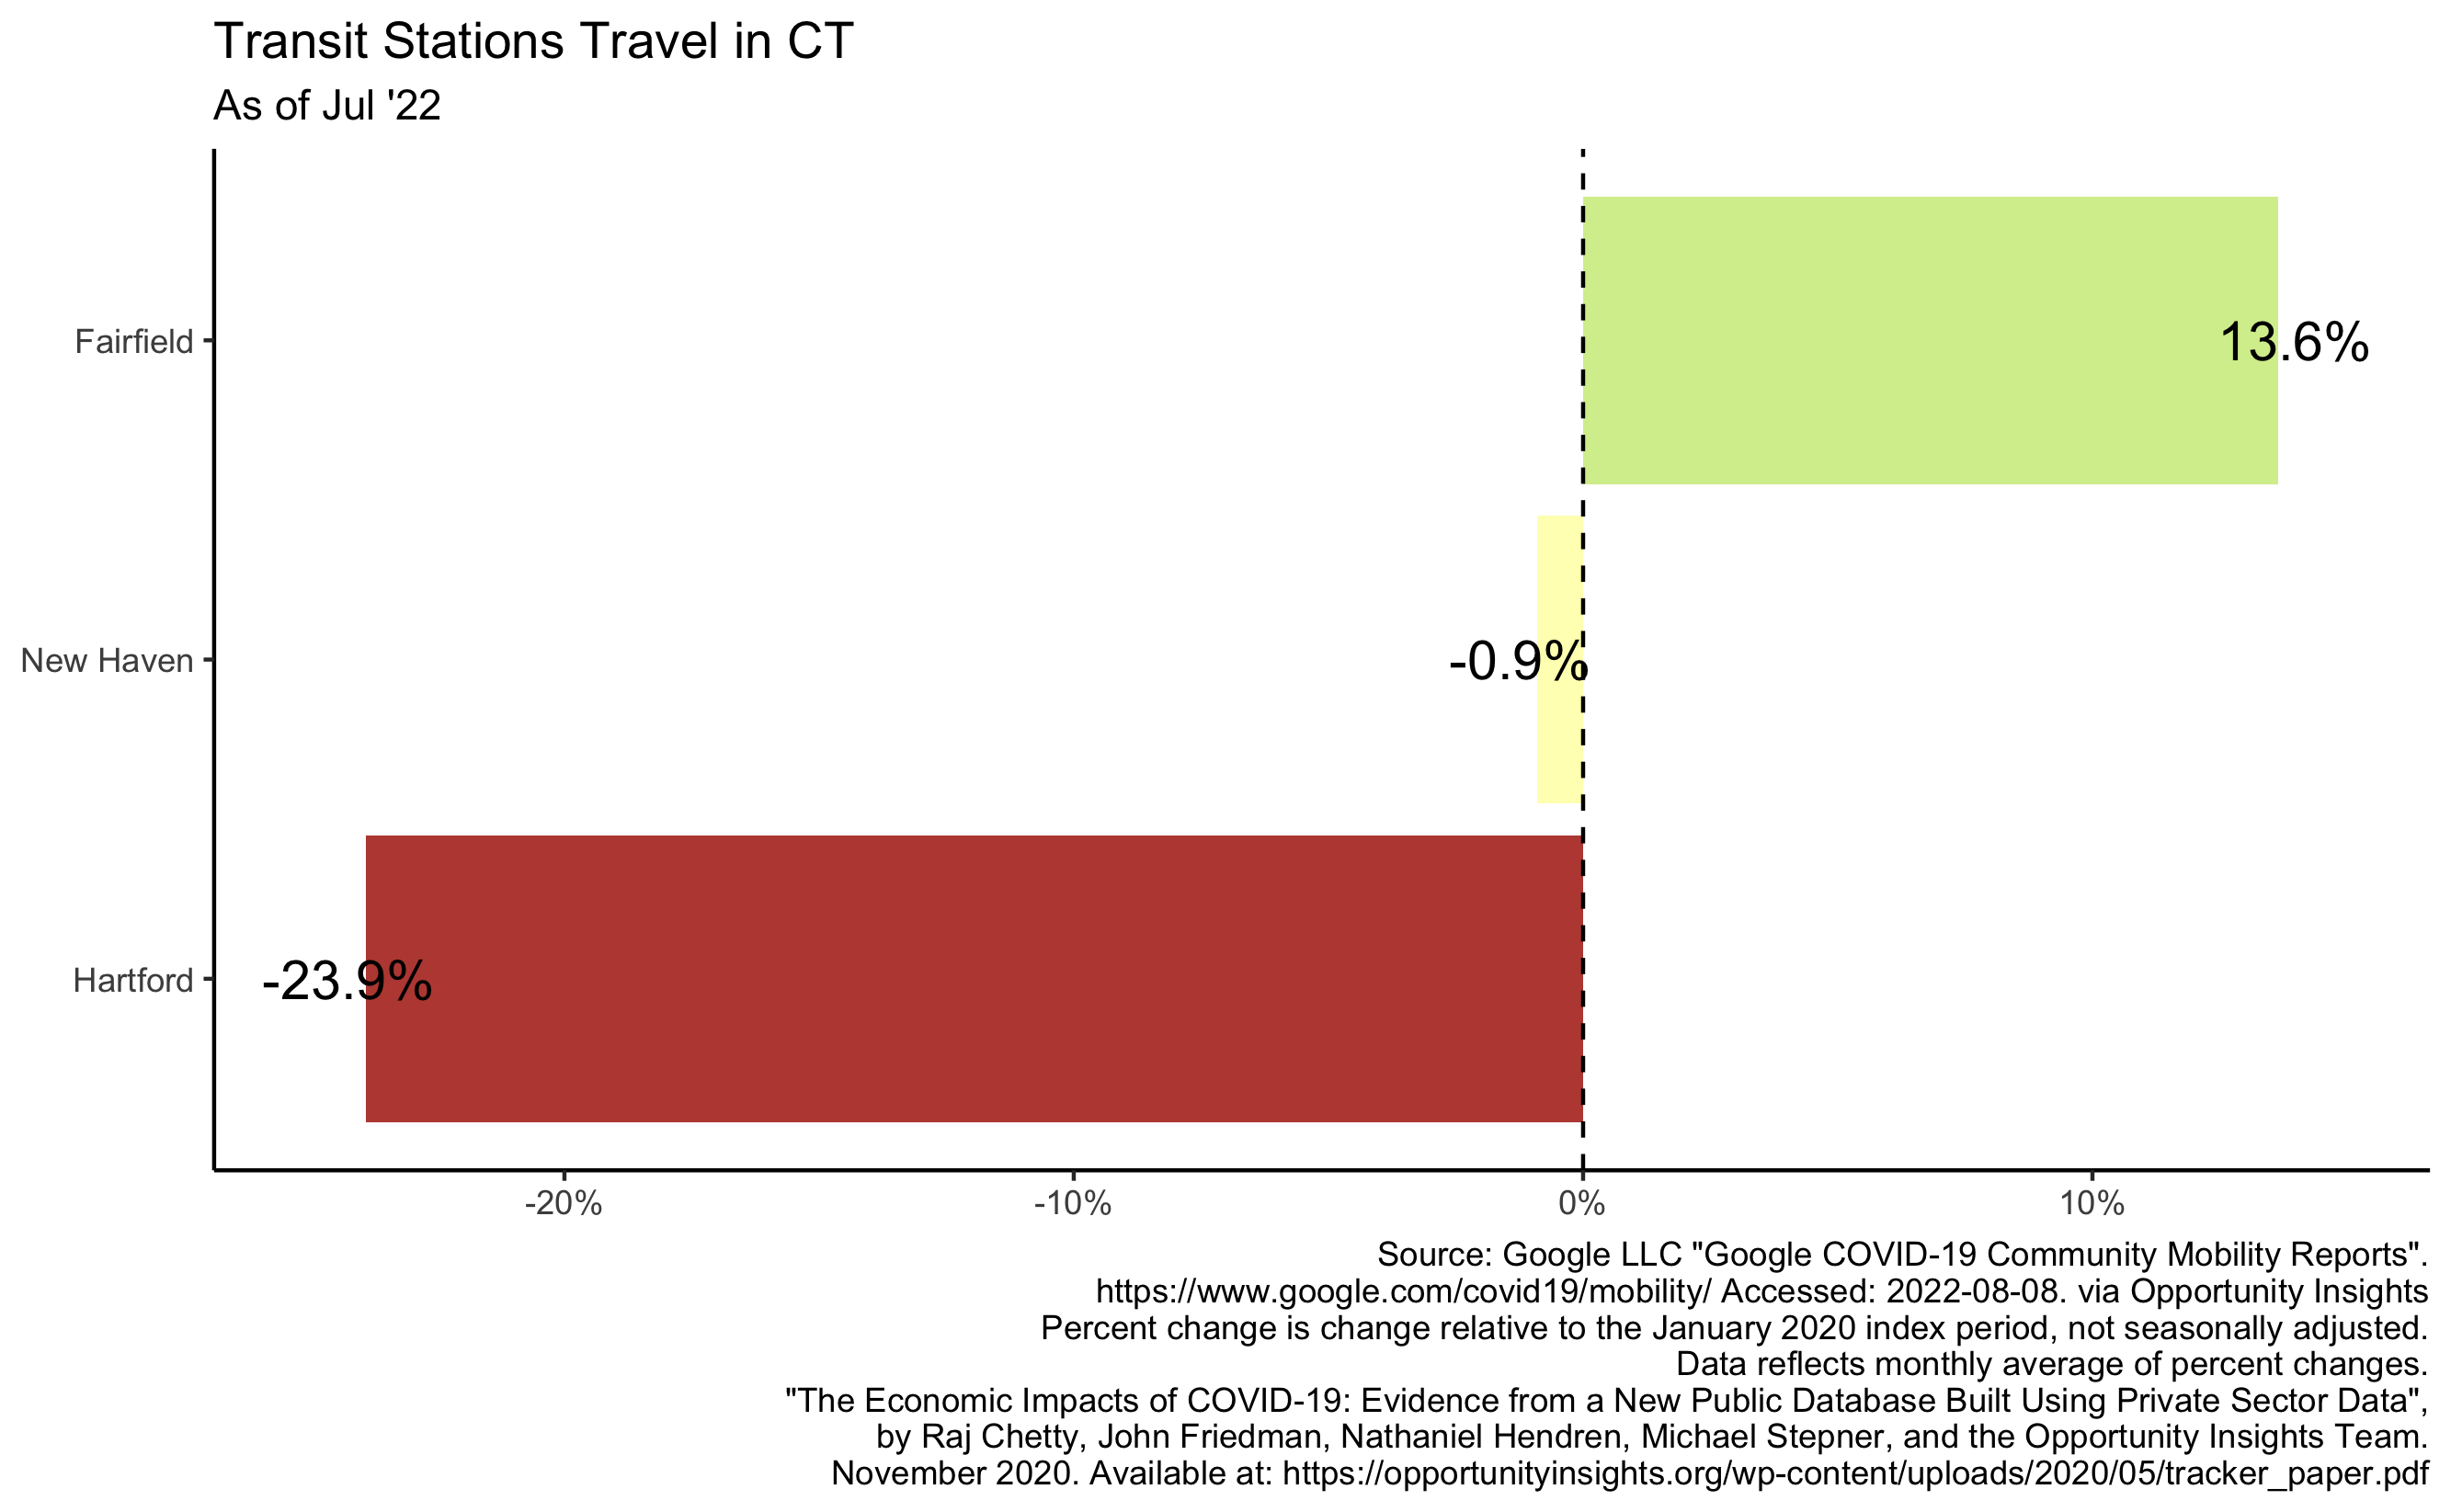 Transit Stations Travel in CT
As of Jul '22
Fairfield
13.6%
New Haven
-0.9%
Hartford
-23.9%
-20%
-10%
0%
10%
Source: Google LLC "Google COVID-19 Community Mobility Reports".
https://www.google.com/covid19/mobility/ Accessed: 2022-08-08. via Opportunity Insights
Percent change is change relative to the January 2020 index period, not seasonally adjusted.
Data reflects monthly average of percent changes.
"The Economic Impacts of COVID-19: Evidence from a New Public Database Built Using Private Sector Data",
by Raj Chetty, John Friedman, Nathaniel Hendren, Michael Stepner, and the Opportunity Insights Team.
November 2020. Available at: https://opportunityinsights.org/wp-content/uploads/2020/05/tracker_paper.pdf